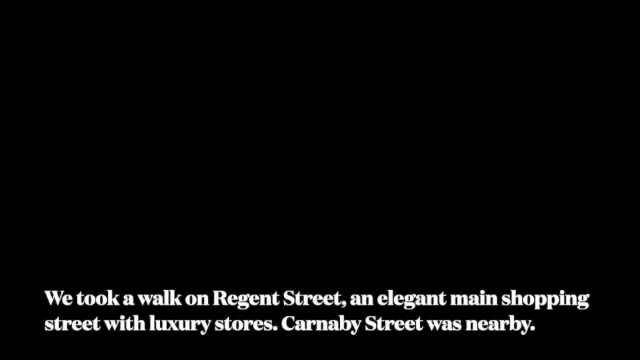 We took a walk on Regent Street, an elegant main shopping
street with luxury stores. Carnaby Street was nearby.